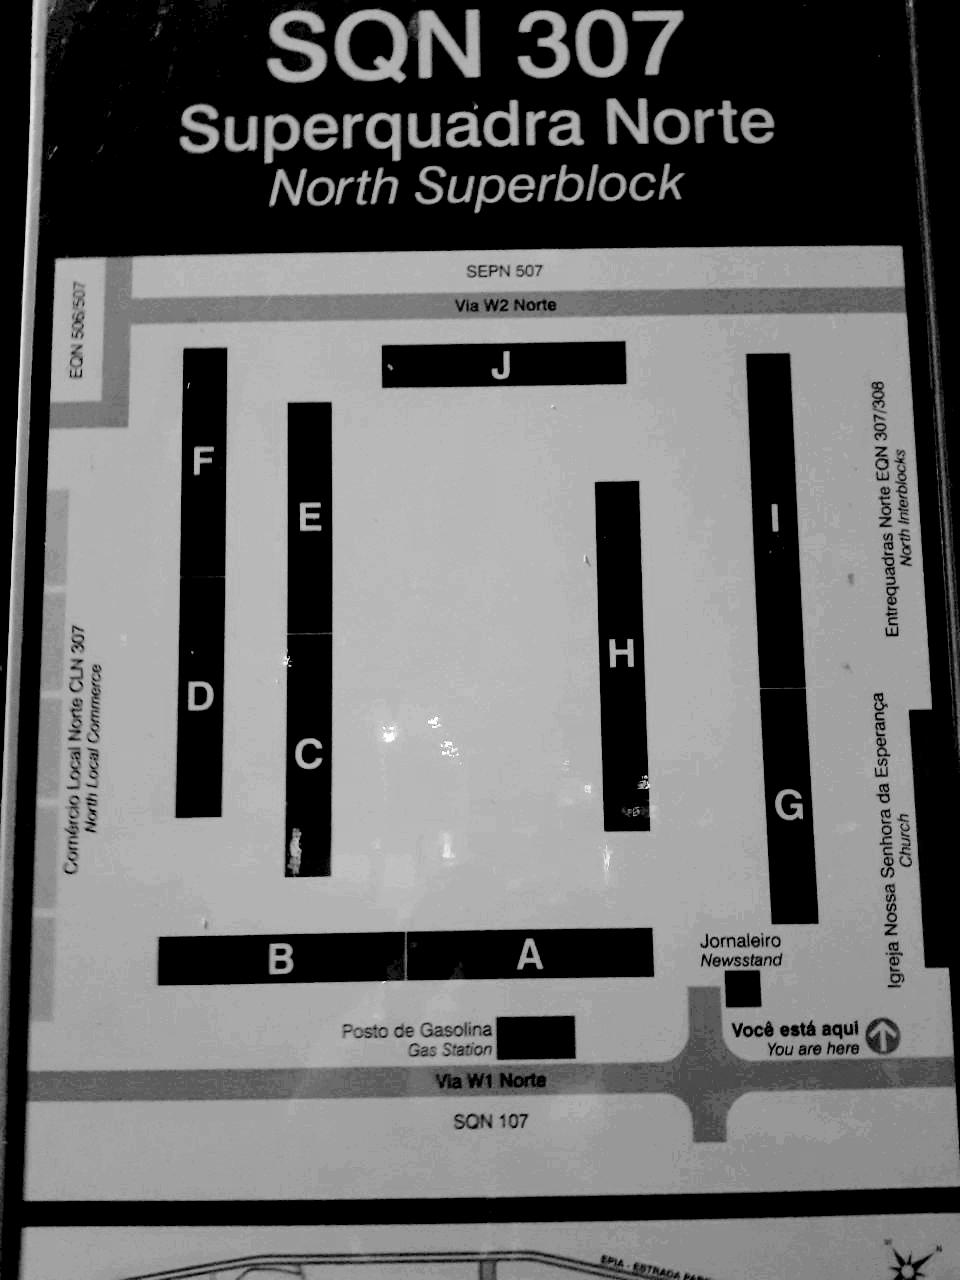 SQN 307
Superquadra Norte
North Superblock
SEPN 507
Via W2 Norte
EQN 506/507
J
F
E
I
H
D
C
G
B
A
Entrequadras Norte EQN 307/308
North Interblocks
Comércio Local Norte CLN 307
North Local Commerce
Igreja Nossa Senhora da Esperança
Church
Jornaleiro
Newsstand
Posto de Gasolina
Gas Station
Você está aqui
You are here
Via W1 Norte
SQN 107
EPIA - ESTRADA
N